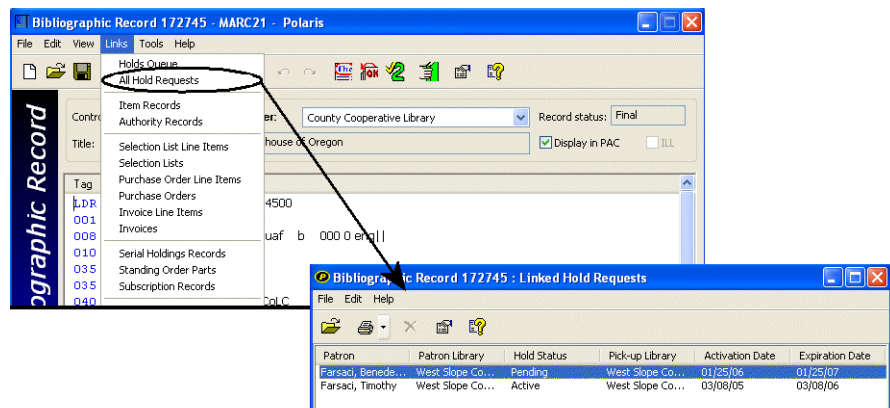 Bibliographic Record 172745 - MARC21 - Polaris
File Edit View Links Tools Help
Holds Queue
All Hold Requests
Item Records
Authority Records
Selection List Line Items
Selection Lists
Purchase Order Line Items
Purchase Orders
Invoice Line Items
Invoices
Serial Holdings Records
Standing Order Parts
Subscription Records
ographic Record
Contro er: County Cooperative Library Record status: Final
Title: house of Oregon Display in PAC ILL
Tag
LDR 4500
001
008 uaf b 000 0 eng||
010
035
035
040 CoLC
Bibliographic Record 172745 : Linked Hold Requests
File Edit Help
Patron Patron Library Hold Status Pick-up Library Activation Date Expiration Date
Farsaci, Benede... West Slope Co... Pending West Slope Co... 01/25/06 01/25/07
Farsaci, Timothy West Slope Co... Active West Slope Co... 03/08/05 03/08/06